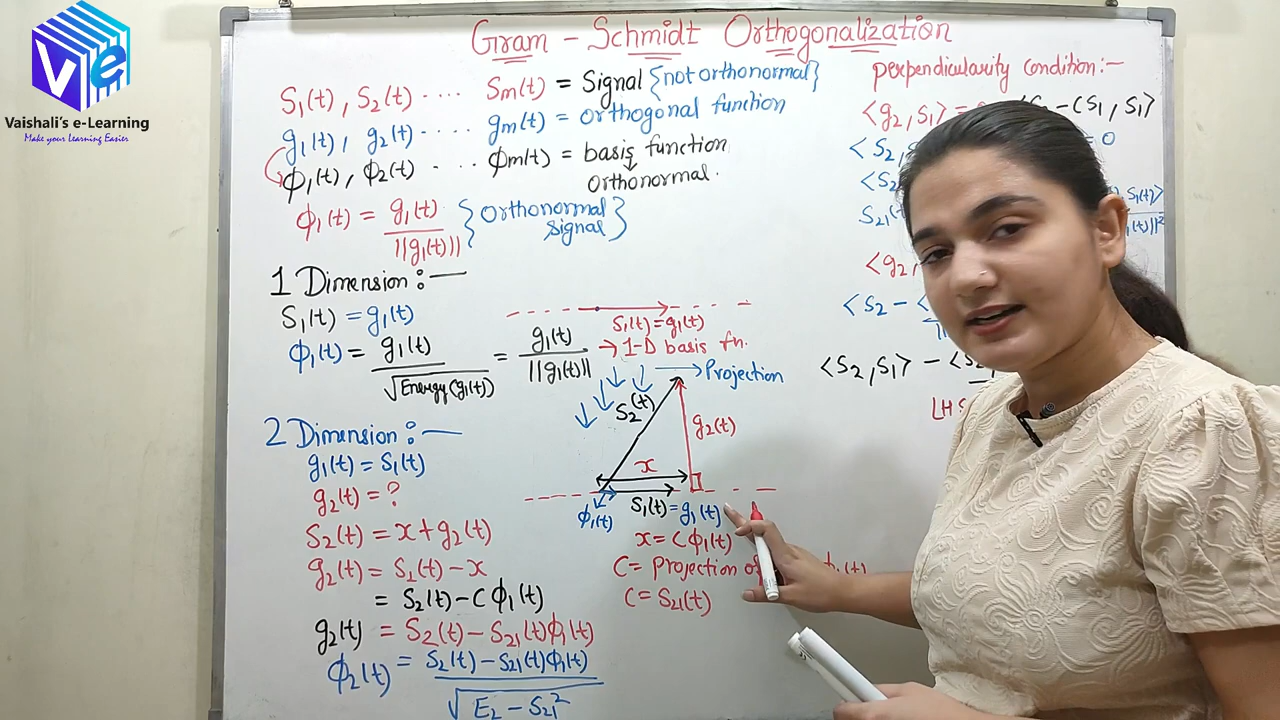 Vaishali's e-Learning
Make your Learning Easier
Gram - Schmidt Orthogonalization
S₁(t), S₂(t) .... Sm(t) = Signal {not orthonormal}
g₁(t), g₂(t) .... gm(t) = orthogonal function
ϕ₁(t), ϕ₂(t) ... ϕm(t) = basis function
↓
Orthonormal.
ϕ₁(t) = g₁(t) / ||g₁(t)|| {Orthonormal signal}
1 Dimension :—
S₁(t) = g₁(t)
ϕ₁(t) = g₁(t) / √Energy(g₁(t)) = g₁(t) / ||g₁(t)||
2 Dimension :—
g₁(t) = S₁(t)
g₂(t) = ?
S₂(t) = x + g₂(t)
g₂(t) = S₂(t) - x
= S₂(t) - C ϕ₁(t)
g₂(t) = S₂(t) - S₂₁(t) ϕ₁(t)
ϕ₂(t) = S₂(t) - S₂₁(t) ϕ₁(t) / √E₂ - S₂₁²
S₁(t) = g₁(t)
→ 1-D basis fn.
→ Projection
S₂(t)
g₂(t)
x
ϕ₁(t)
S₁(t) = g₁(t)
x = C ϕ₁(t)
C = Projection of
C = S₂₁(t)
perpendicularity condition :—
<g₂, S₁> = S₂ - CS₁, S₁>
<S₂, = 0
<S₂
S₂₁(t S₁(t)> / (t)||²
<g₂,
<S₂ - <
<S₂, S₁> - <S₂,
LHS